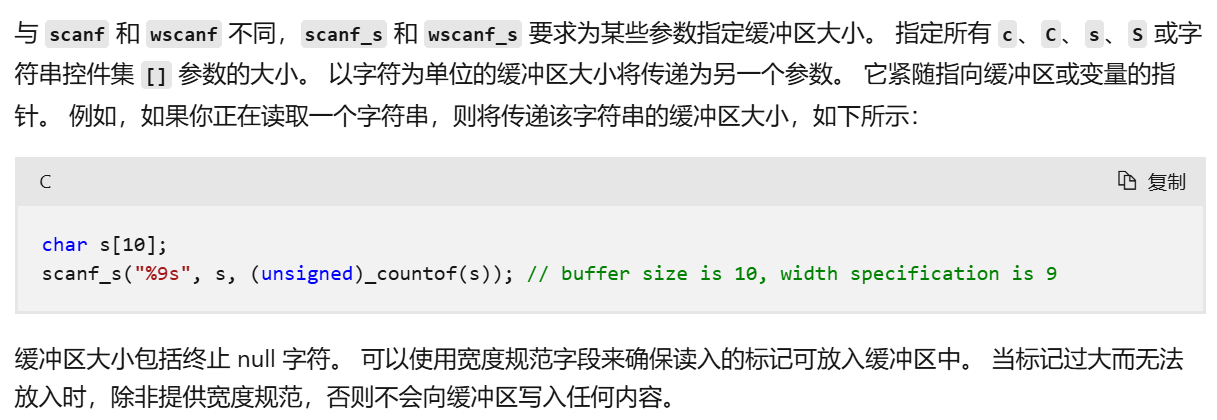 与 scanf 和 wscanf 不同，scanf_s 和 wscanf_s 要求为某些参数指定缓冲区大小。 指定所有 c、C、s、S 或字
符串控件集 [] 参数的大小。 以字符为单位的缓冲区大小将传递为另一个参数。 它紧随指向缓冲区或变量的指
针。 例如，如果你正在读取一个字符串，则将传递该字符串的缓冲区大小，如下所示：
C 复制
char s[10];
scanf_s("%9s", s, (unsigned)_countof(s)); // buffer size is 10, width specification is 9
缓冲区大小包括终止 null 字符。 可以使用宽度规范字段来确保读入的标记可放入缓冲区中。 当标记过大而无法
放入时，除非提供宽度规范，否则不会向缓冲区写入任何内容。